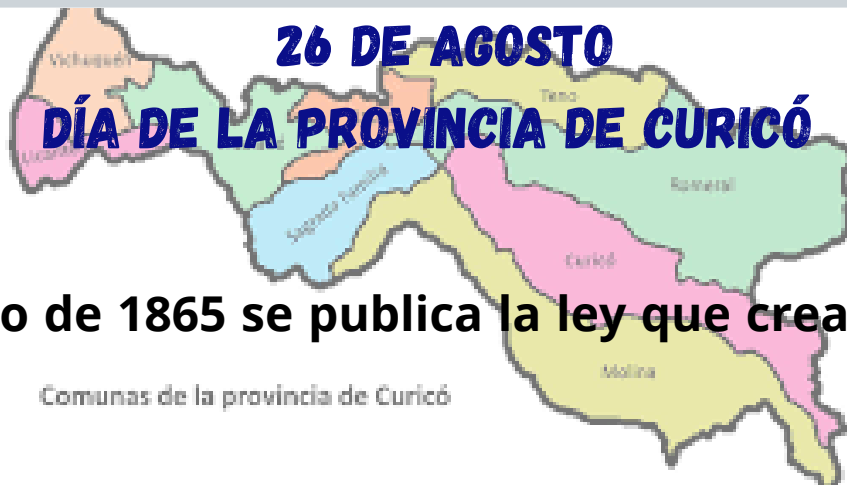 26 DE AGOSTO
DÍA DE LA PROVINCIA DE CURICÓ
Vichuquén
Teno
Licantén
Romeral
Sagrada Familia
Curicó
o de 1865 se publica la ley que crea
Molina
Comunas de la provincia de Curicó